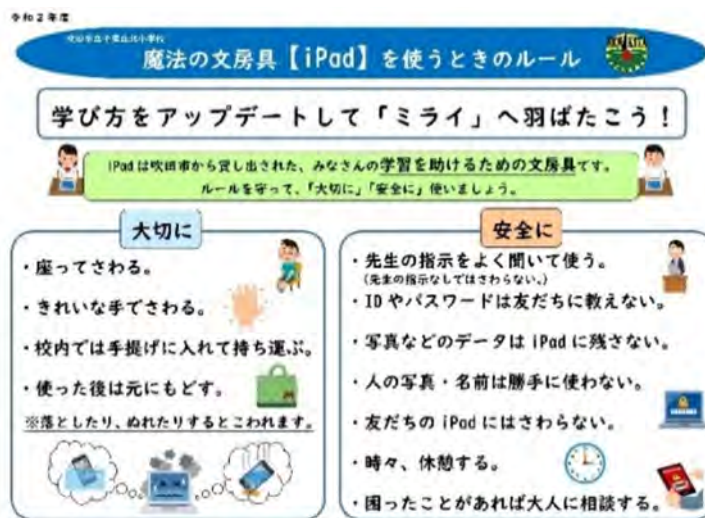 令和2年度
魔法の文房具【iPad】を使うときのルール
学び方をアップデートして「ミライ」へ羽ばたこう！
iPadは吹田市から貸し出された、みなさんの学習を助けるための文房具です。
ルールを守って、「大切に」「安全に」使いましょう。
大切に
・座ってさわる。
・きれいな手でさわる。
・校内では手提げに入れて持ち運ぶ。
・使った後は元にもどす。
※落としたり、ぬれたりするとこわれます。
安全に
・先生の指示をよく聞いて使う。
(先生の指示なしではさわらない。)
・IDやパスワードは友だちに教えない。
・写真などのデータはiPadに残さない。
・人の写真・名前は勝手に使わない。
・友だちのiPadにはさわらない。
・時々、休憩する。
・困ったことがあれば大人に相談する。